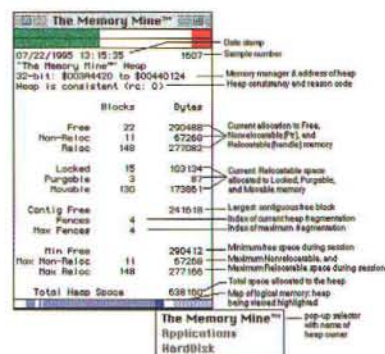 The Memory Mine™
Date stamp
07/22/1995 13:15:35 1607
Sample number
"The Memory Mine™" Heap
32-bit: $003A4420 to $00440124
Memory manager & address of heap
Heap is consistent (rc: 0)
Heap consistency and reason code
Blocks Bytes
Free 22 290488
Non-Reloc 11 67268
Reloc 148 277082
Current allocation to Free,
Nonrelocatable(Ptr), and
Relocatable(handle) memory
Locked 15 103134
Purgable 3 87
Movable 130 173861
Current Relocatable space
allocated to Locked, Purgable,
and Movable memory
Contig Free 241618
Largest contiguous free block
Fences 4
Index of current heap fragmentation
Max Fences 4
Index of maximum fragmentation
Min Free 290412
Minimum free space during session
Max Non-Reloc 11 67268
Maximum Nonrelocatable, and
Max Reloc 148 277166
Maximum Relocatable space during session
Total space allocated to the heap
Total Heap Space 638160
Map of logical memory: heap
being viewed highlighted
The Memory Mine™
Applications
HardDisk
pop-up selector
with name of
heap owner